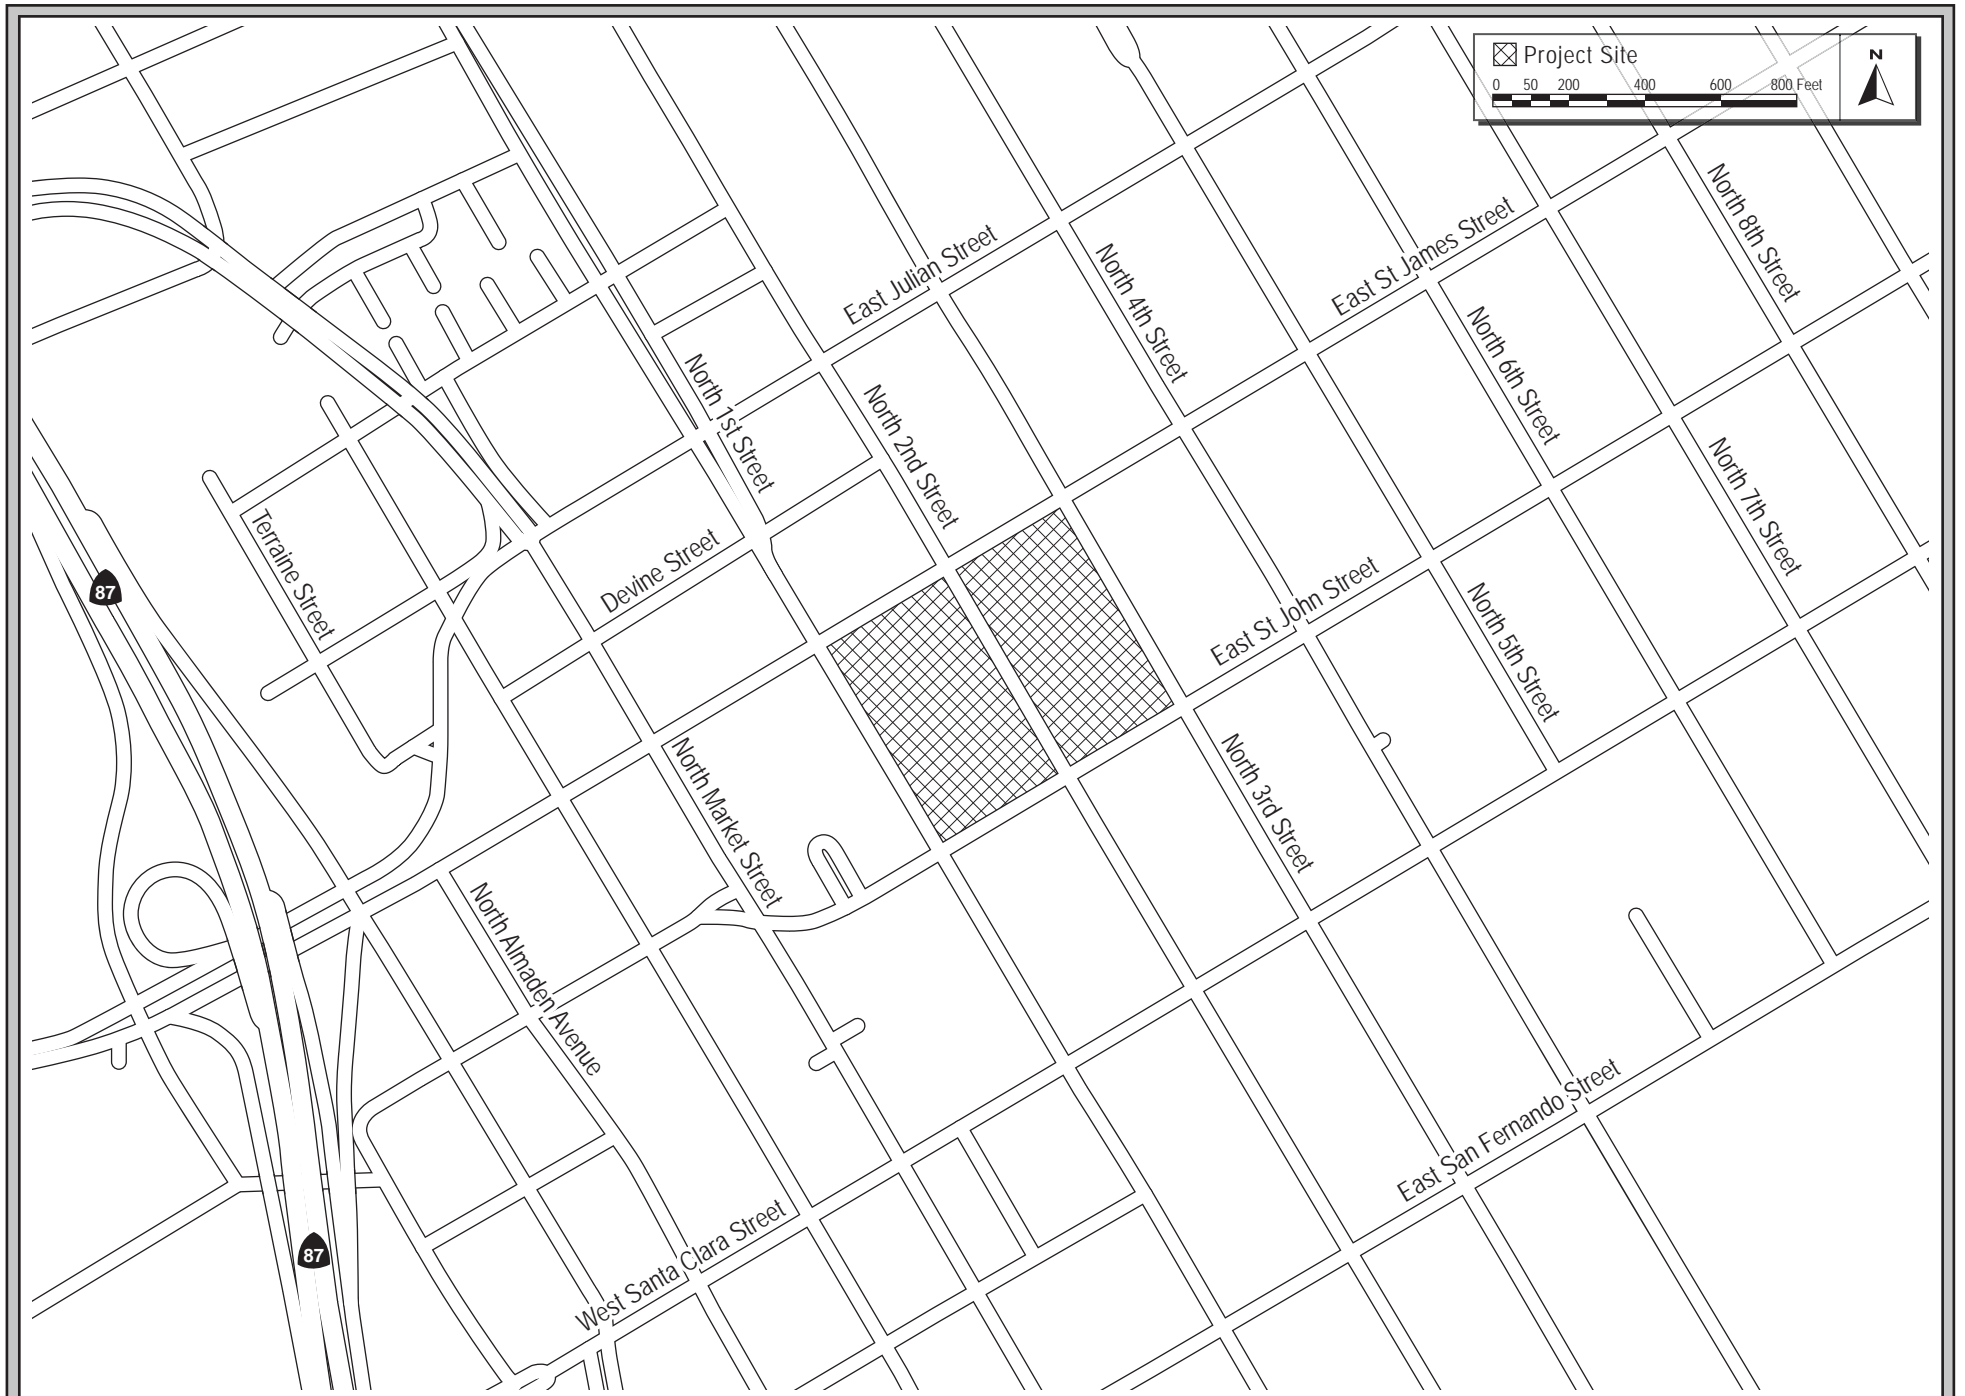 Project Site
N
0 50 200 400 600 800 Feet
North 8th Street
East St James Street
East Julian Street
North 4th Street
North 6th Street
North 1st Street
North 2nd Street
North 7th Street
Terraine Street
Devine Street
87
East St John Street
North 5th Street
North Market Street
North 3rd Street
North Almaden Avenue
East San Fernando Street
West Santa Clara Street
87